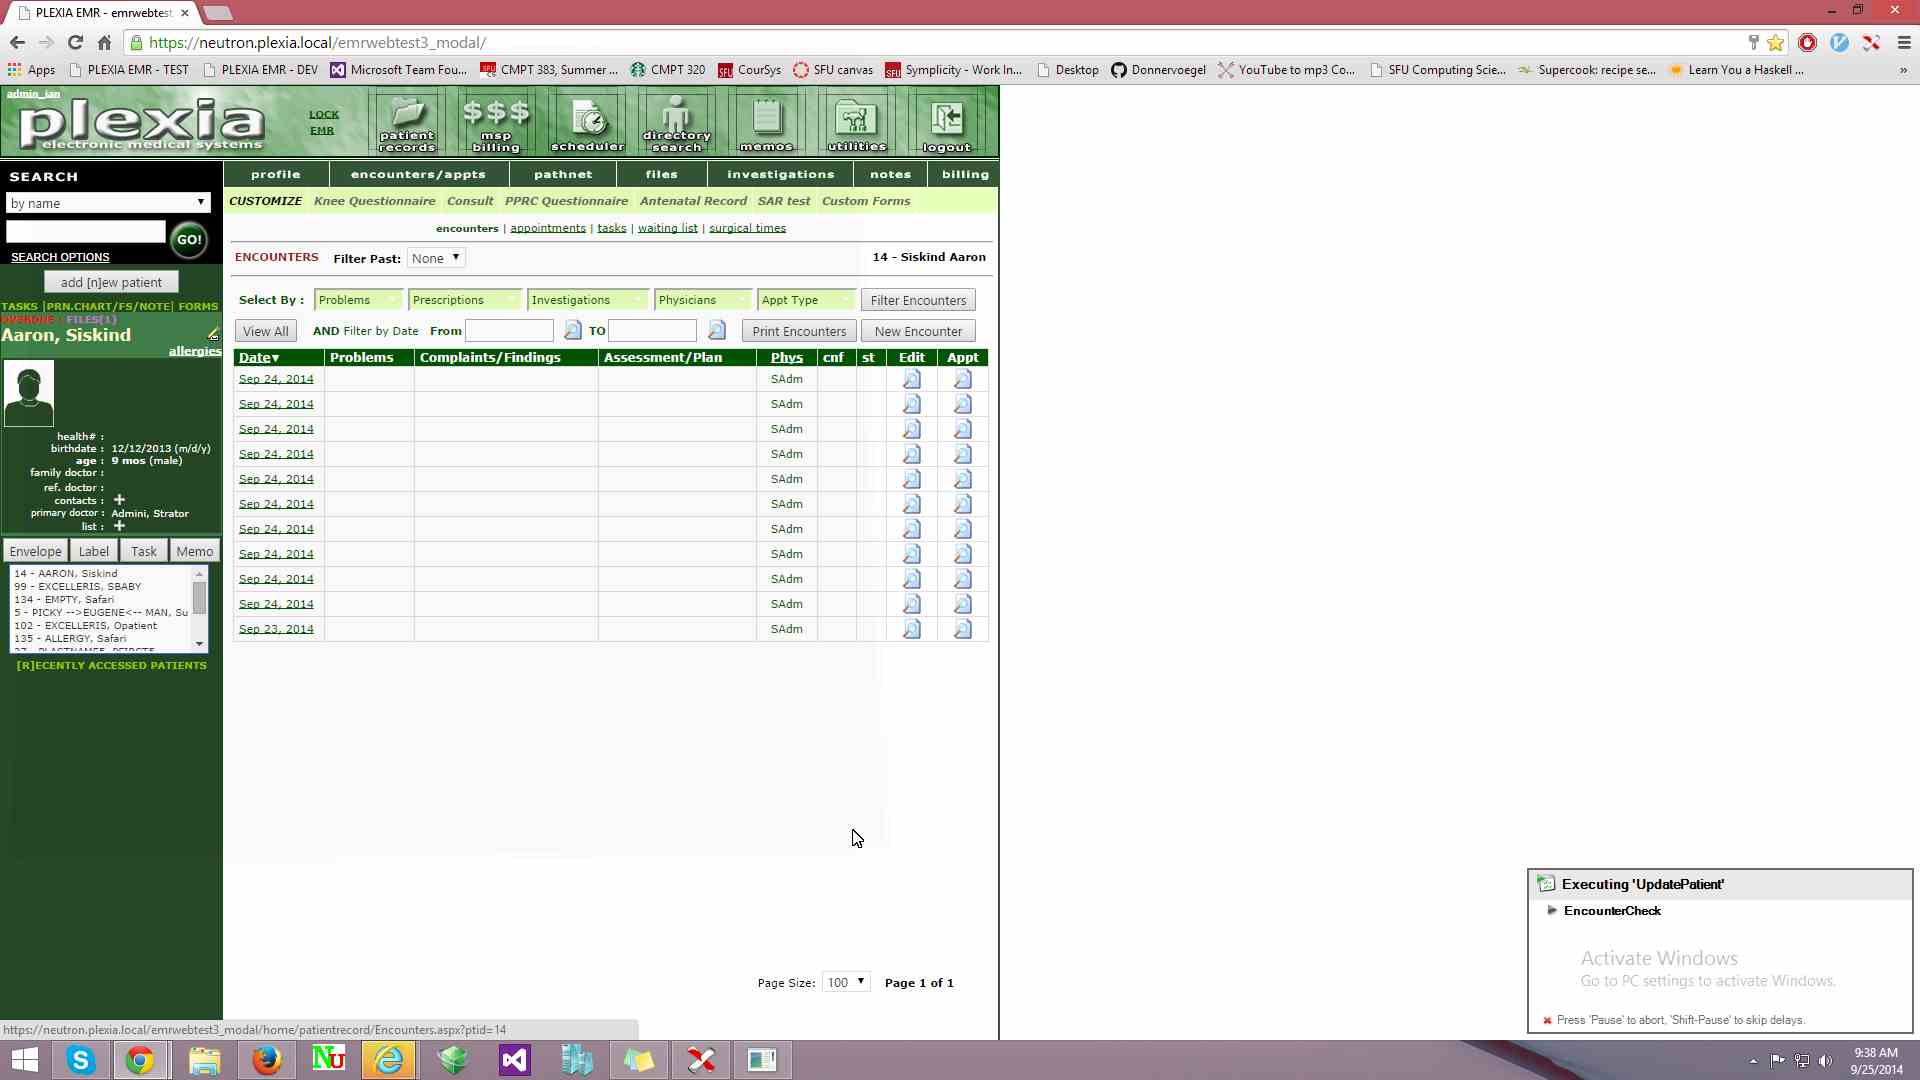 PLEXIA EMR - emrwebtest
https://neutron.plexia.local/emrwebtest3_modal/
Apps
PLEXIA EMR - TEST
PLEXIA EMR - DEV
Microsoft Team Fou...
CMPT 383, Summer ...
CMPT 320
CourSys
SFU canvas
Symplicity - Work In...
Desktop
Donnervoegel
YouTube to mp3 Co...
SFU Computing Scie...
Supercook: recipe se...
Learn You a Haskell ...
»
admin_ian
plexia
electronic medical systems
LOCK
EMR
patient
records
$$$
msp
billing
scheduler
directory
search
memos
utilities
logout
SEARCH
by name
GO!
SEARCH OPTIONS
add [n]ew patient
TASKS |PRN.CHART/FS/NOTE| FORMS
FILES(1)
Aaron, Siskind
allergies
health# :
birthdate : 12/12/2013 (m/d/y)
age : 9 mos (male)
family doctor :
ref. doctor :
contacts :
primary doctor : Admini, Strator
list :
Envelope Label Task Memo
14 - AARON, Siskind
99 - EXCELLERIS, SBABY
134 - EMPTY, Safari
5 - PICKY -->EUGENE<-- MAN, Su
102 - EXCELLERIS, Opatient
135 - ALLERGY, Safari
[R]ECENTLY ACCESSED PATIENTS
profile encounters/appts pathnet files investigations notes billing
CUSTOMIZE Knee Questionnaire Consult PPRC Questionnaire Antenatal Record SAR test Custom Forms
encounters | appointments | tasks | waiting list | surgical times
ENCOUNTERS Filter Past: None 14 - Siskind Aaron
Select By : Problems Prescriptions Investigations Physicians Appt Type Filter Encounters
View All AND Filter by Date From TO Print Encounters New Encounter
Date▼ Problems Complaints/Findings Assessment/Plan Phys cnf st Edit Appt
Sep 24, 2014 SAdm
Sep 24, 2014 SAdm
Sep 24, 2014 SAdm
Sep 24, 2014 SAdm
Sep 24, 2014 SAdm
Sep 24, 2014 SAdm
Sep 24, 2014 SAdm
Sep 24, 2014 SAdm
Sep 24, 2014 SAdm
Sep 24, 2014 SAdm
Sep 23, 2014 SAdm
Page Size: 100 Page 1 of 1
Executing 'UpdatePatient'
EncounterCheck
Activate Windows
Go to PC settings to activate Windows.
Press 'Pause' to abort, 'Shift-Pause' to skip delays.
https://neutron.plexia.local/emrwebtest3_modal/home/patientrecord/Encounters.aspx?ptid=14
Nu
9:38 AM
9/25/2014